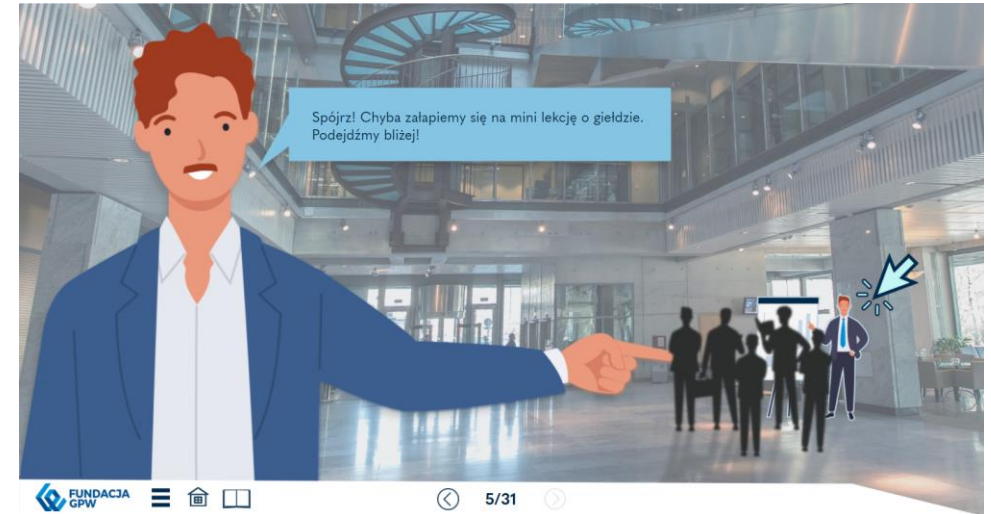 Spójrz! Chyba załapiemy się na mini lekcję o giełdzie.
Podejdźmy bliżej!
FUNDACJA
GPW
5/31